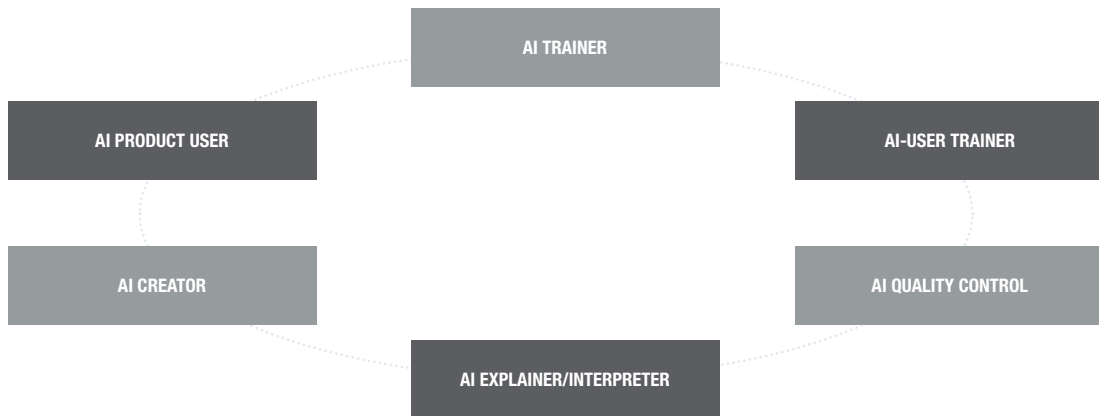 AI TRAINER
AI PRODUCT USER
AI-USER TRAINER
AI CREATOR
AI QUALITY CONTROL
AI EXPLAINER/INTERPRETER